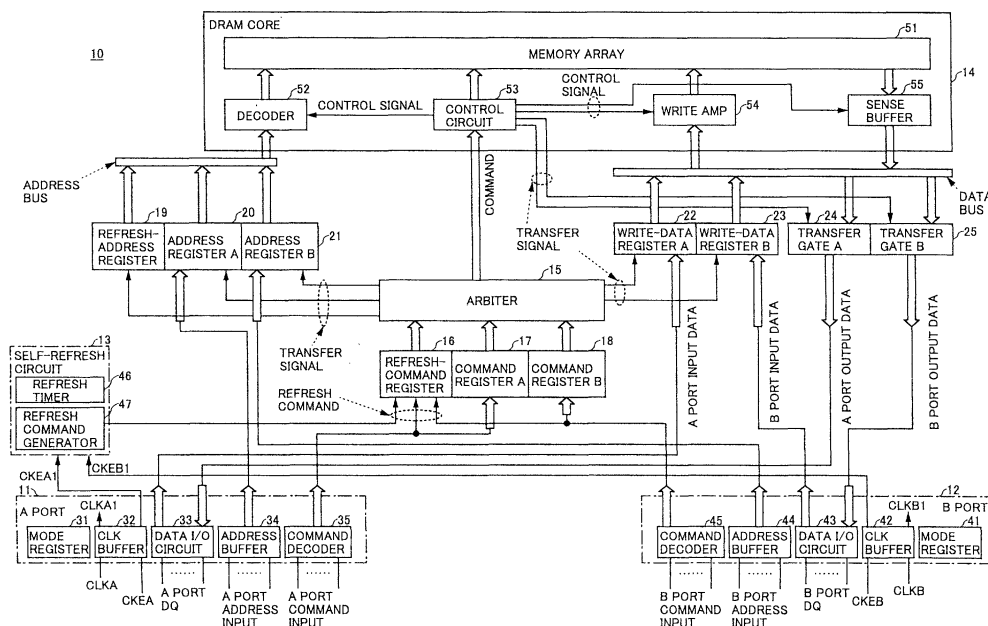 DRAM CORE
51
10
MEMORY ARRAY
14
52
53
CONTROL
SIGNAL
55
DECODER
CONTROL SIGNAL
CONTROL
CIRCUIT
WRITE AMP
54
SENSE
BUFFER
ADDRESS
BUS
COMMAND
DATA
BUS
19
20
21
22
23
24
25
REFRESH-
ADDRESS
REGISTER
ADDRESS
REGISTER A
ADDRESS
REGISTER B
TRANSFER
SIGNAL
WRITE-DATA
REGISTER A
WRITE-DATA
REGISTER B
TRANSFER
GATE A
TRANSFER
GATE B
15
ARBITER
TRANSFER
SIGNAL
16
17
18
REFRESH-
COMMAND
REGISTER
COMMAND
REGISTER A
COMMAND
REGISTER B
A PORT INPUT DATA
B PORT INPUT DATA
A PORT OUTPUT DATA
B PORT OUTPUT DATA
13
SELF-REFRESH
CIRCUIT
46
REFRESH
TIMER
47
REFRESH
COMMAND
GENERATOR
REFRESH
COMMAND
CKEA1
CKEB1
11
A PORT
CLKA1
31
32
33
34
35
MODE
REGISTER
CLK
BUFFER
DATA I/O
CIRCUIT
ADDRESS
BUFFER
COMMAND
DECODER
CLKA
CKEA
A PORT
DQ
A PORT
ADDRESS
INPUT
A PORT
COMMAND
INPUT
12
B PORT
CLKB1
45
44
43
42
41
COMMAND
DECODER
ADDRESS
BUFFER
DATA I/O
CIRCUIT
CLK
BUFFER
MODE
REGISTER
B PORT
COMMAND
INPUT
B PORT
ADDRESS
INPUT
B PORT
DQ
CKEB
CLKB